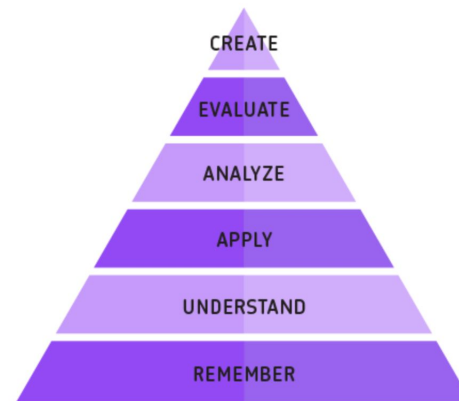 CREATE
EVALUATE
ANALYZE
APPLY
UNDERSTAND
REMEMBER